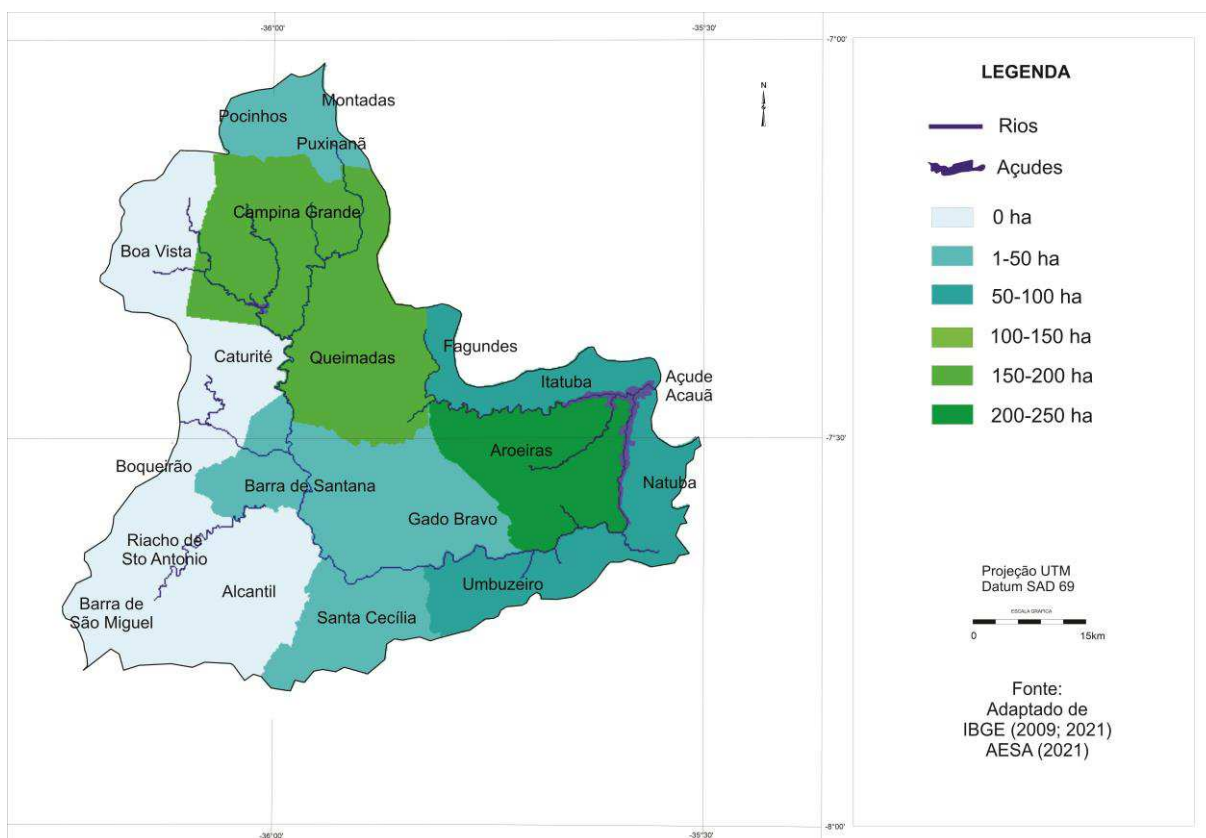 -36°00'
-35°30'
-7°00'
Montadas
Pocinhos
Puxinanã
N
Campina Grande
Boa Vista
Caturité
Queimadas
Fagundes
Itatuba
Açude
Acauã
-7°30'
Aroeiras
Boqueirão
Barra de Santana
Natuba
Gado Bravo
Riacho de
Sto Antonio
Alcantil
Umbuzeiro
Barra de
São Miguel
Santa Cecília
-36°00'
-35°30'
-8°00'
LEGENDA
Rios
Açudes
0 ha
1-50 ha
50-100 ha
100-150 ha
150-200 ha
200-250 ha
Projeção UTM
Datum SAD 69
ESCALA GRÁFICA
0 15km
Fonte:
Adaptado de
IBGE (2009; 2021)
AESA (2021)